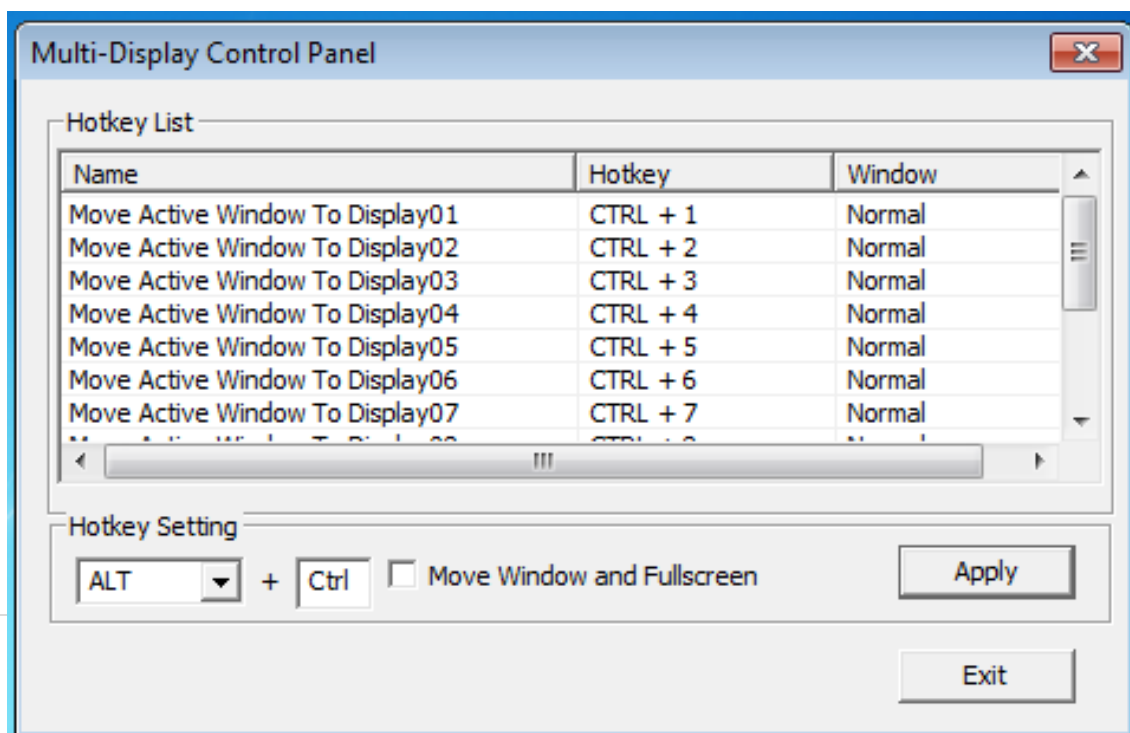 Multi-Display Control Panel
Hotkey List
Name Hotkey Window
Move Active Window To Display01 CTRL + 1 Normal
Move Active Window To Display02 CTRL + 2 Normal
Move Active Window To Display03 CTRL + 3 Normal
Move Active Window To Display04 CTRL + 4 Normal
Move Active Window To Display05 CTRL + 5 Normal
Move Active Window To Display06 CTRL + 6 Normal
Move Active Window To Display07 CTRL + 7 Normal
Hotkey Setting
ALT + Ctrl Move Window and Fullscreen Apply
Exit